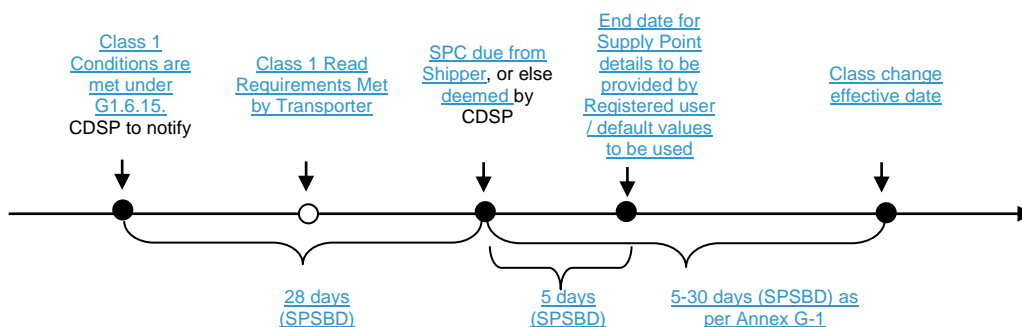 Class 1
Conditions are
met under
G1.6.15.
CDSP to notify
Class 1 Read
Requirements Met
by Transporter
SPC due from
Shipper, or else
deemed by
CDSP
End date for
Supply Point
details to be
provided by
Registered user
/ default values
to be used
Class change
effective date
28 days
(SPSBD)
5 days
(SPSBD)
5-30 days (SPSBD) as
per Annex G-1